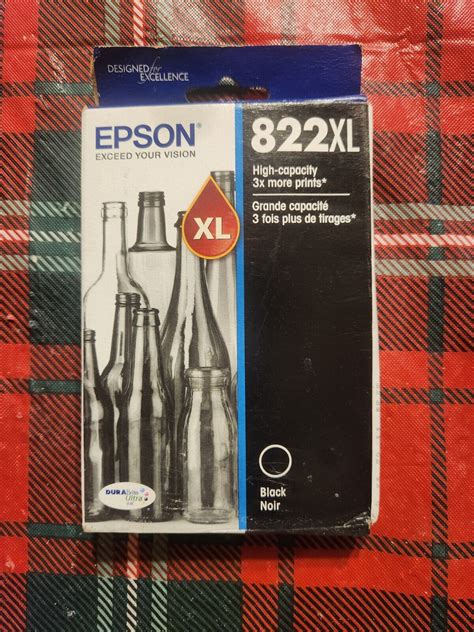 DESIGNED for
EXCELLENCE
EPSON®
EXCEED YOUR VISION
822XL
High-capacity
3x more prints*
Grande capacité
3 fois plus de tirages*
XL
DURABrite
Ultra
Black
Noir